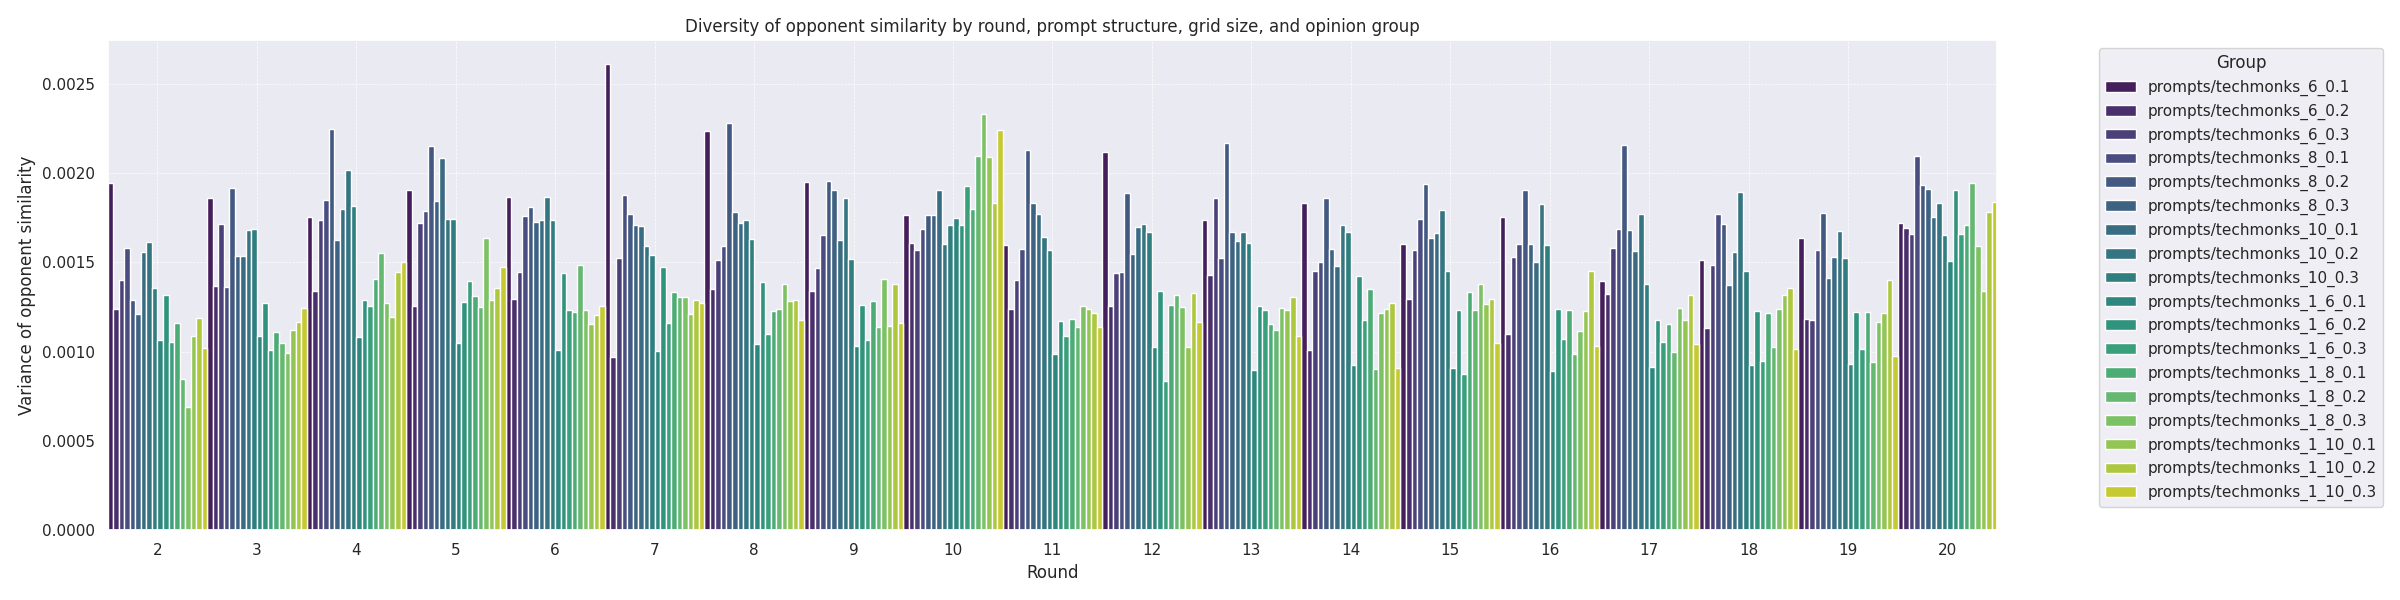 Diversity of opponent similarity by round, prompt structure, grid size, and opinion group
Variance of opponent similarity
0.0025
0.0020
0.0015
0.0010
0.0005
0.0000
2 3 4 5 6 7 8 9 10 11 12 13 14 15 16 17 18 19 20
Round
Group
prompts/techmonks_6_0.1
prompts/techmonks_6_0.2
prompts/techmonks_6_0.3
prompts/techmonks_8_0.1
prompts/techmonks_8_0.2
prompts/techmonks_8_0.3
prompts/techmonks_10_0.1
prompts/techmonks_10_0.2
prompts/techmonks_10_0.3
prompts/techmonks_1_6_0.1
prompts/techmonks_1_6_0.2
prompts/techmonks_1_6_0.3
prompts/techmonks_1_8_0.1
prompts/techmonks_1_8_0.2
prompts/techmonks_1_8_0.3
prompts/techmonks_1_10_0.1
prompts/techmonks_1_10_0.2
prompts/techmonks_1_10_0.3